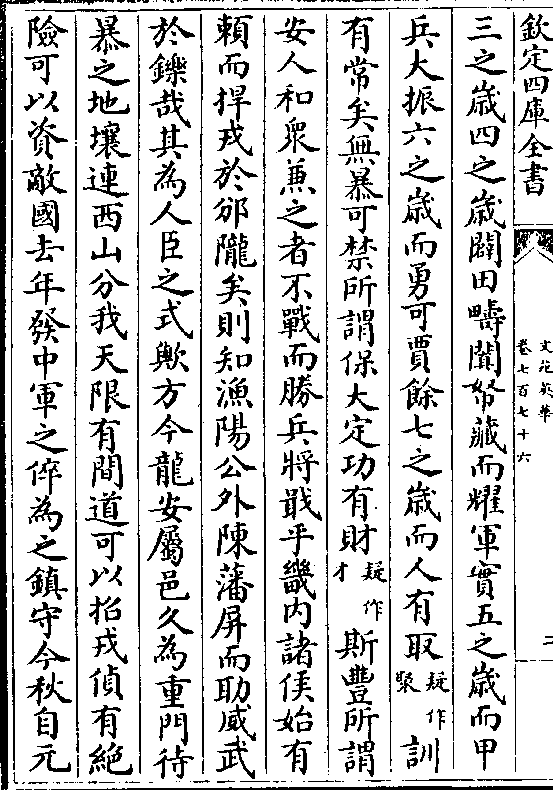 欽定四庫全書
文苑英華
卷七百七十六
二
三之歲四之歲闢田疇闐帑藏而耀軍實五之歲而甲
兵大振六之歲而勇可賈餘七之歲而人有取疑作聚訓
有常矣無暴可禁所謂保大定功有財疑作才斯豐所謂
安人和衆兼之者不戰而勝兵將戢乎畿内諸侯始有
賴而捍戎於邠隴矣則知漁陽公外陳藩屏而助威武
於鑠哉其為人臣之式歟方今龍安屬邑久為重門待
暴之地壤連西山分我天限有間道可以招戎偵有絶
險可以資敵國去年發中軍之倅為之鎮守今秋自元